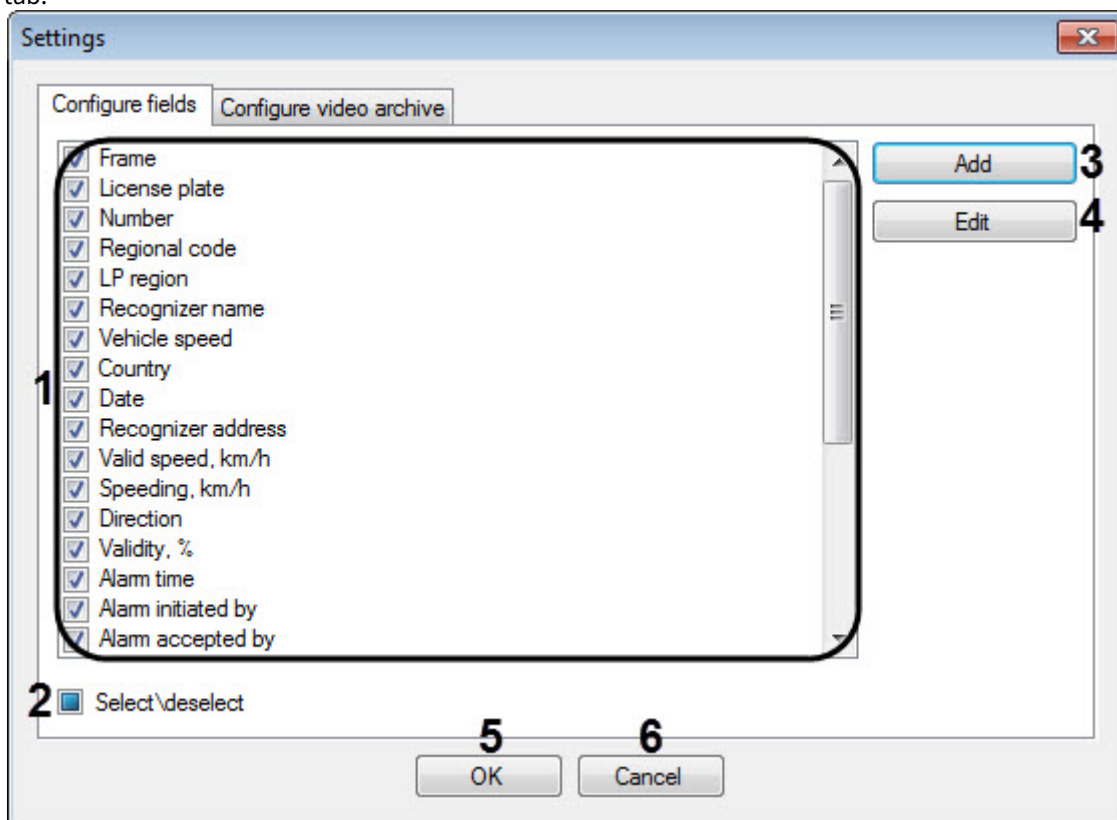 tab.
Settings
Configure fields Configure video archive
Frame
License plate
Number
Regional code
LP region
Recognizer name
Vehicle speed
Country
Date
Recognizer address
Valid speed, km/h
Speeding, km/h
Direction
Validity, %
Alarm time
Alarm initiated by
Alarm accepted by
1
Add 3
Edit 4
2 Select\deselect
5 6
OK Cancel